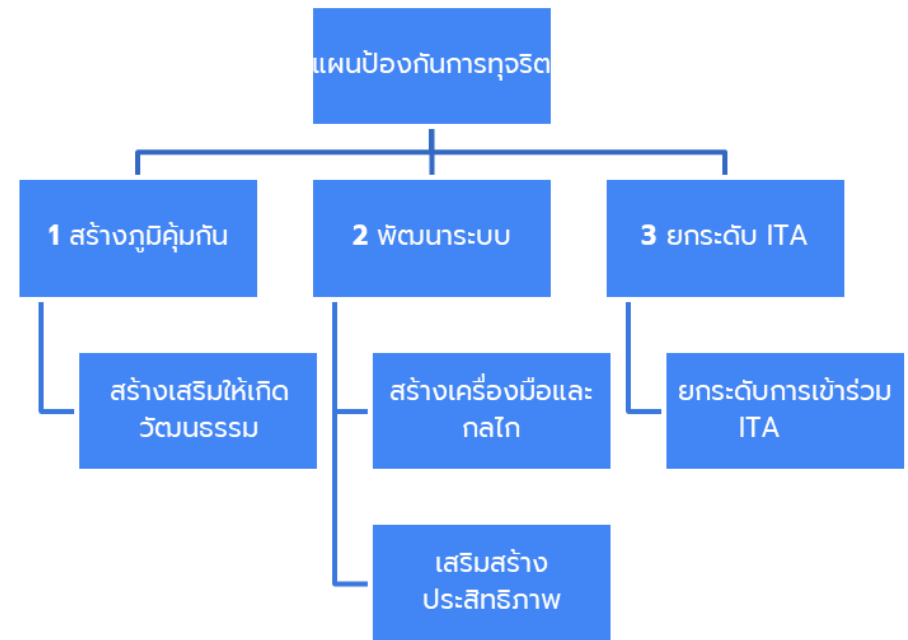 แผนป้องกันการทุจริต
1 สร้างภูมิคุ้มกัน
2 พัฒนาระบบ
3 ยกระดับ ITA
สร้างเสริมให้เกิด
วัฒนธรรม
สร้างเครื่องมือและ
กลไก
ยกระดับการเข้าร่วม
ITA
เสริมสร้าง
ประสิทธิภาพ